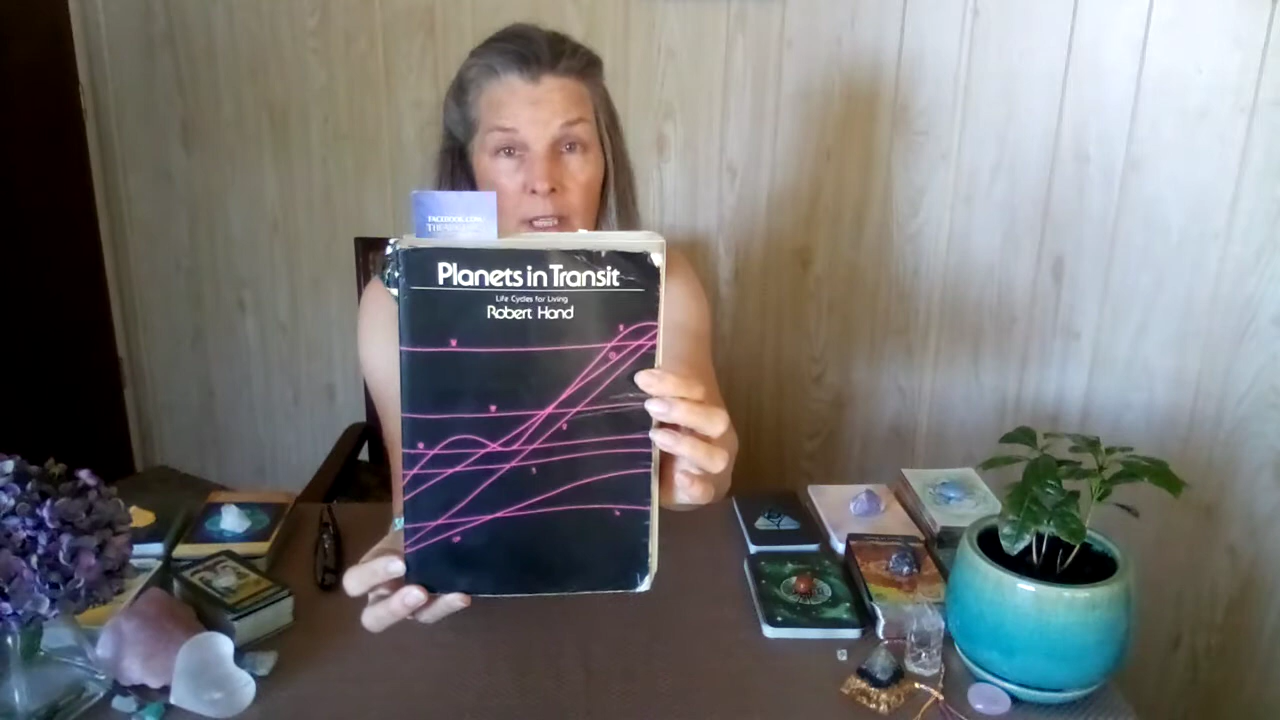 FACEBOOK.COM/
Planets in Transit
Life Cycles for Living
Robert Hand